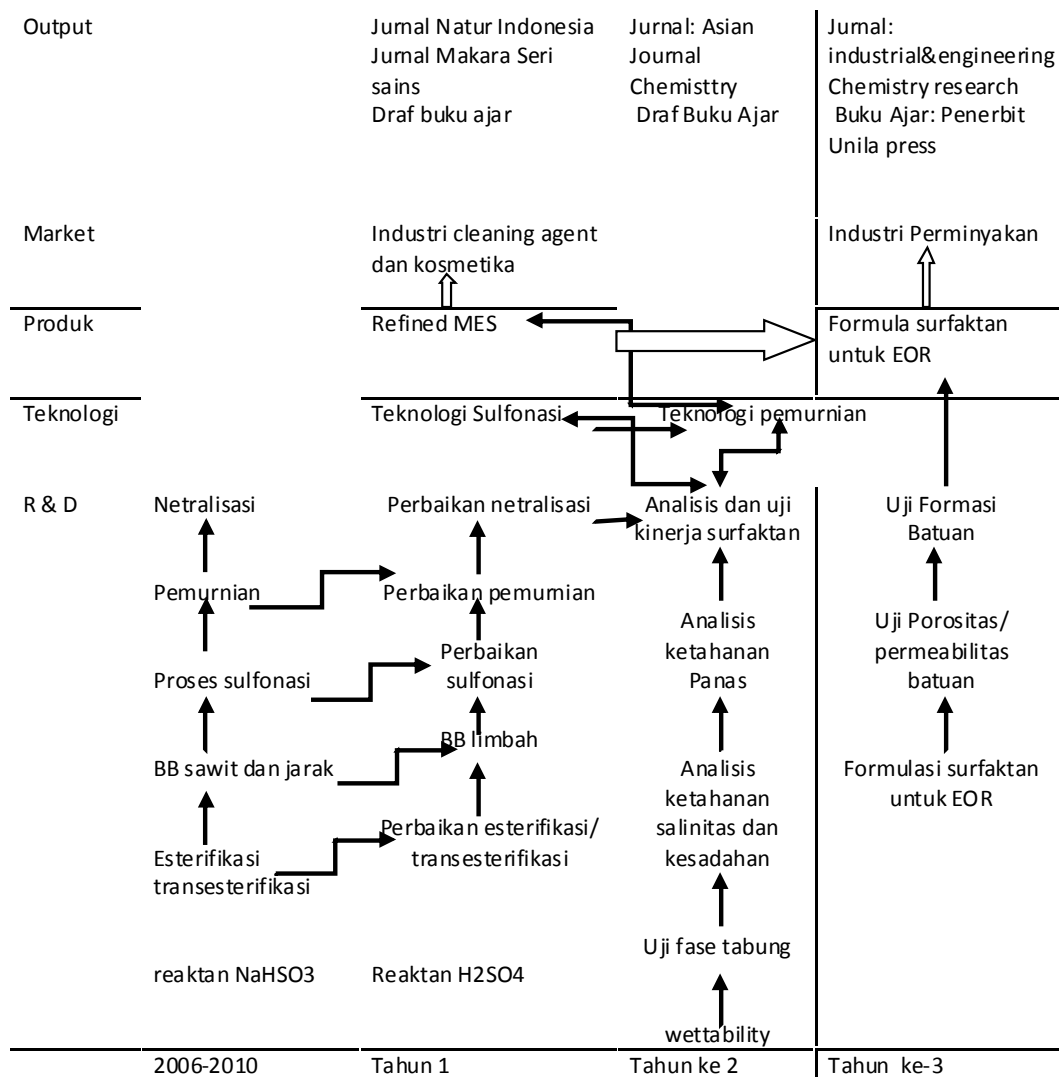 Output
Jurnal Natur Indonesia
Jurnal Makara Seri
sains
Draf buku ajar
Jurnal: Asian
Journal
Chemisttry
Draf Buku Ajar
Jurnal:
industrial&engineering
Chemistry research
Buku Ajar: Penerbit
Unila press
Market
Industri cleaning agent
dan kosmetika
Industri Perminyakan
Produk
Refined MES
Formula surfaktan
untuk EOR
Teknologi
Teknologi Sulfonasi
Teknologi pemurnian
R & D
Netralisasi
Pemurnian
Proses sulfonasi
BB sawit dan jarak
Esterifikasi
transesterifikasi
reaktan NaHSO3
Perbaikan netralisasi
Perbaikan pemurnian
Perbaikan
sulfonasi
BB limbah
Perbaikan esterifikasi/
transesterifikasi
Reaktan H2SO4
Analisis dan uji
kinerja surfaktan
Analisis
ketahanan
Panas
Analisis
ketahanan
salinitas dan
kesadahan
Uji fase tabung
wettability
Uji Formasi
Batuan
Uji Porositas/
permeabilitas
batuan
Formulasi surfaktan
untuk EOR
2006-2010
Tahun 1
Tahun ke 2
Tahun ke-3